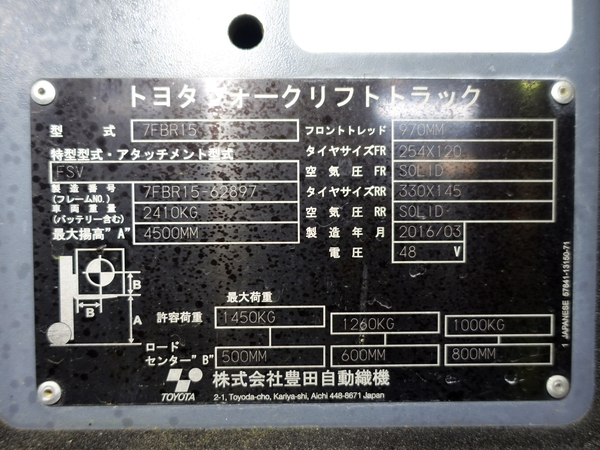 トヨタフォークリフトトラック
型 式 7FBR15 フロントトレッド 970MM
特型型式・アタッチメント型式 タイヤサイズFR 254X120
FSV 空 気 圧 FR SOLID
製 造 番 号 (フレームNO.) 7FBR15-62897 タイヤサイズRR 330X145
車 両 重 量 (バッテリー含む) 2410KG 空 気 圧 RR SOLID
最大揚高"A" 4500MM 製 造 年 月 2016/03
電 圧 48 V
B
B
A
最大荷重
許容荷重 1450KG 1260KG 1000KG
ロード
センター"B" 500MM 600MM 800MM
TOYOTA 株式会社豊田自動織機
2-1, Toyoda-cho, Kariya-shi, Aichi 448-8671 Japan
1 JAPANESE 57841-13150-71